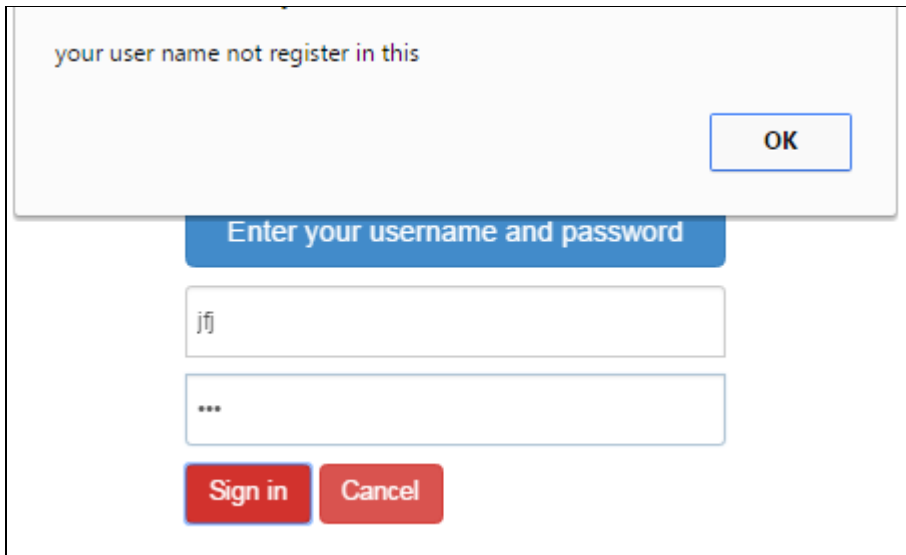 your user name not register in this
OK
Enter your username and password
jfj
•••
Sign in Cancel